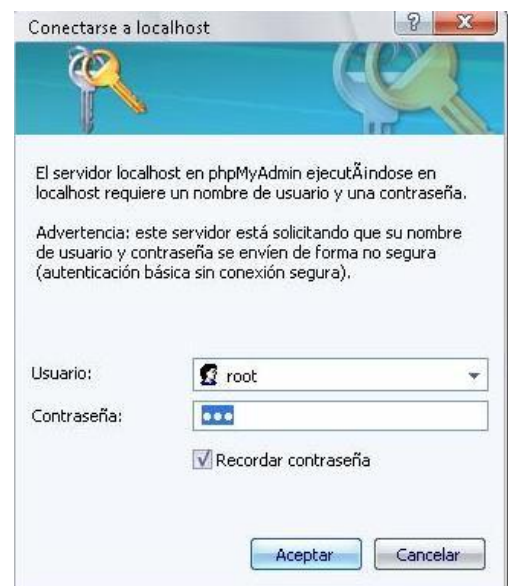 Conectarse a localhost
El servidor localhost en phpMyAdmin ejecutÃindose en
localhost requiere un nombre de usuario y una contraseña.
Advertencia: este servidor está solicitando que su nombre
de usuario y contraseña se envíen de forma no segura
(autenticación básica sin conexión segura).
Usuario:
root
Contraseña:
●●●
Recordar contraseña
Aceptar
Cancelar